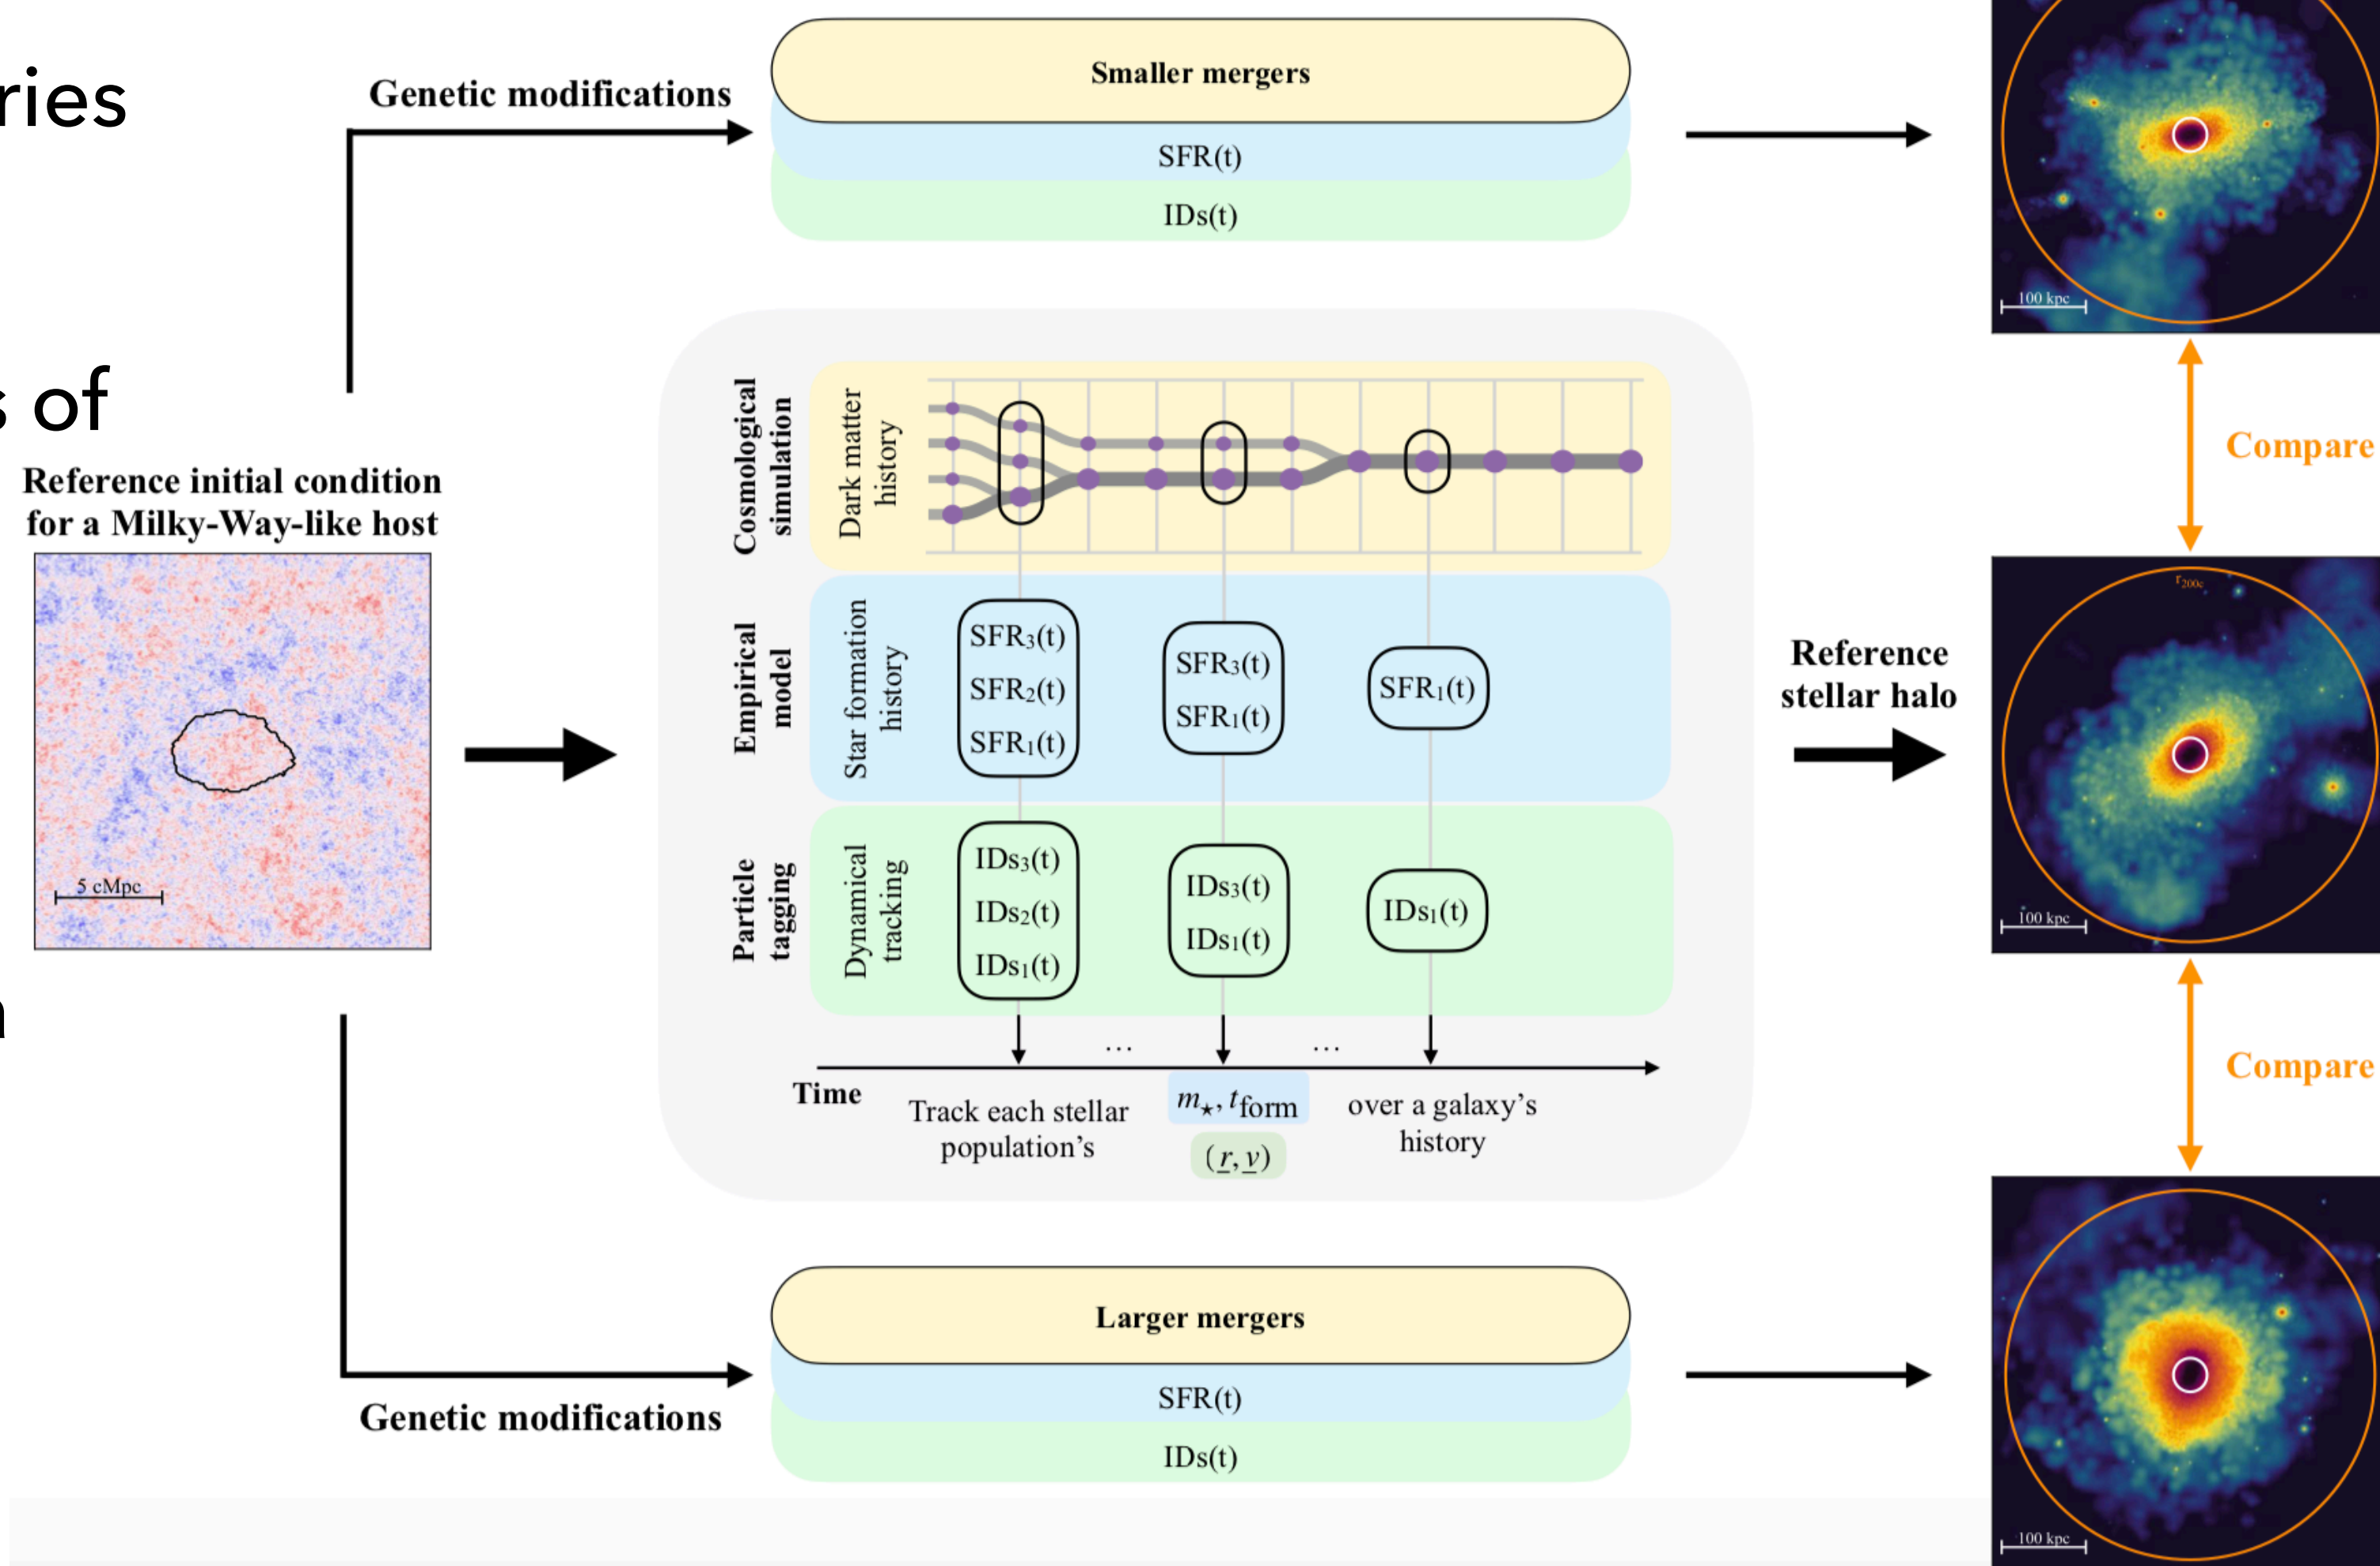 ries
s of
Genetic modifications
Smaller mergers
SFR(t)
IDs(t)
100 kpc
Compare
Reference initial condition
for a Milky-Way-like host
5 cMpc
Cosmological
simulation
Dark matter
history
Empirical
model
Star formation
history
SFR₃(t)
SFR₂(t)
SFR₁(t)
SFR₃(t)
SFR₁(t)
SFR₁(t)
Particle
tagging
Dynamical
tracking
IDs₃(t)
IDs₂(t)
IDs₁(t)
IDs₃(t)
IDs₁(t)
IDs₁(t)
... ...
Time
Track each stellar
population's
m⋆, tform
(r, v)
over a galaxy's
history
Reference
stellar halo
r200c
100 kpc
Compare
Genetic modifications
Larger mergers
SFR(t)
IDs(t)
100 kpc